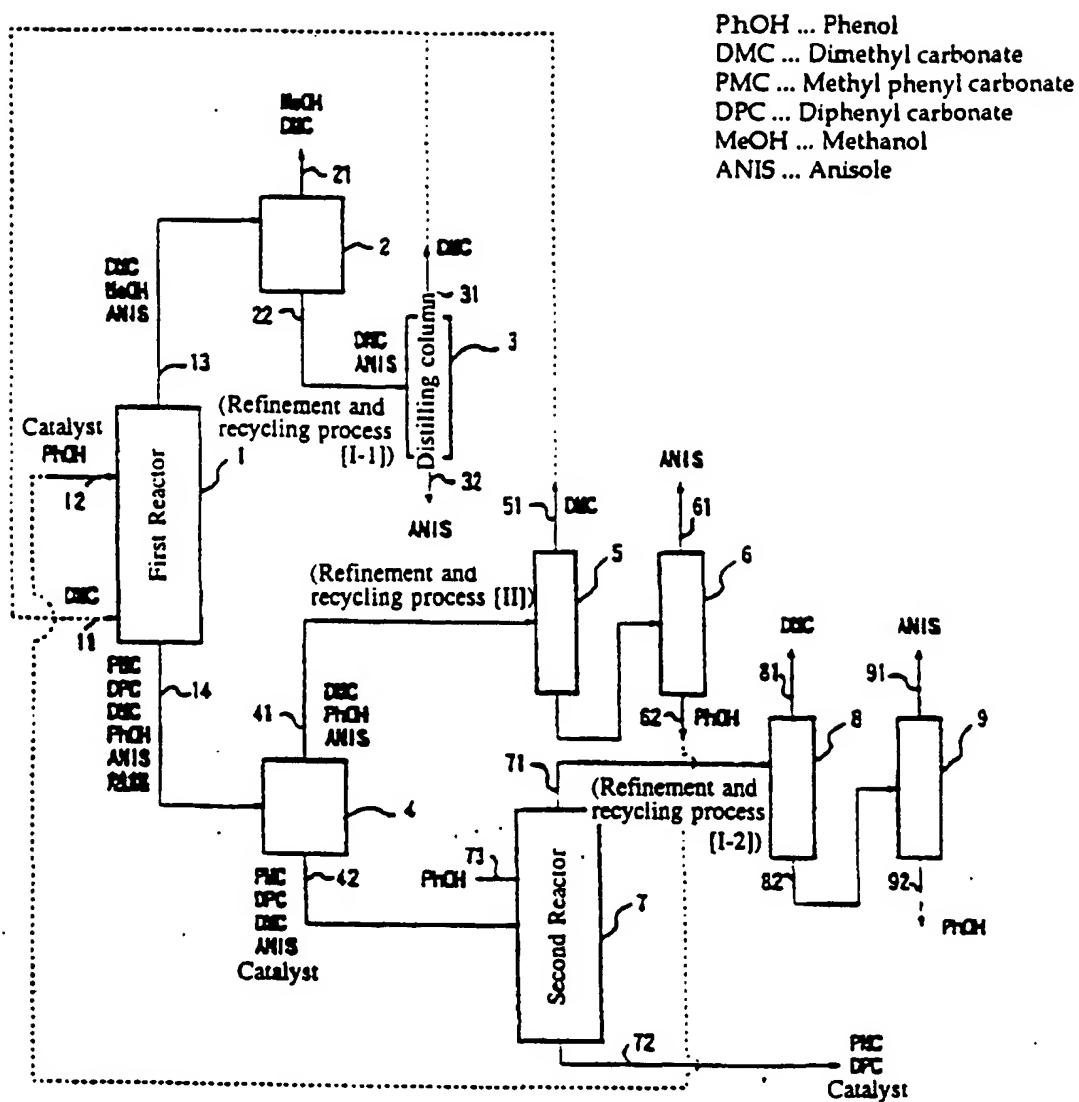 PhOH ... Phenol
DMC ... Dimethyl carbonate
PMC ... Methyl phenyl carbonate
DPC ... Diphenyl carbonate
MeOH ... Methanol
ANIS ... Anisole
MeOH
DMC
21
2
22
DMC
MeOH
ANIS
13
DMC
31
DMC
ANIS
3
Distilling column
32
ANIS
(Refinement and
recycling process
[I-1])
Catalyst
PhOH
12
1
First Reactor
DMC
11
PMC
DPC
DMC
PhOH
ANIS
14
51
DMC
5
ANIS
61
6
62
PhOH
(Refinement and
recycling process [II])
41
DMC
PhOH
ANIS
4
42
PMC
DPC
DMC
ANIS
Catalyst
73
PhOH
71
Second Reactor
7
(Refinement and
recycling process
[I-2])
DMC
81
8
82
ANIS
91
9
92
PhOH
72
PMC
DPC
Catalyst